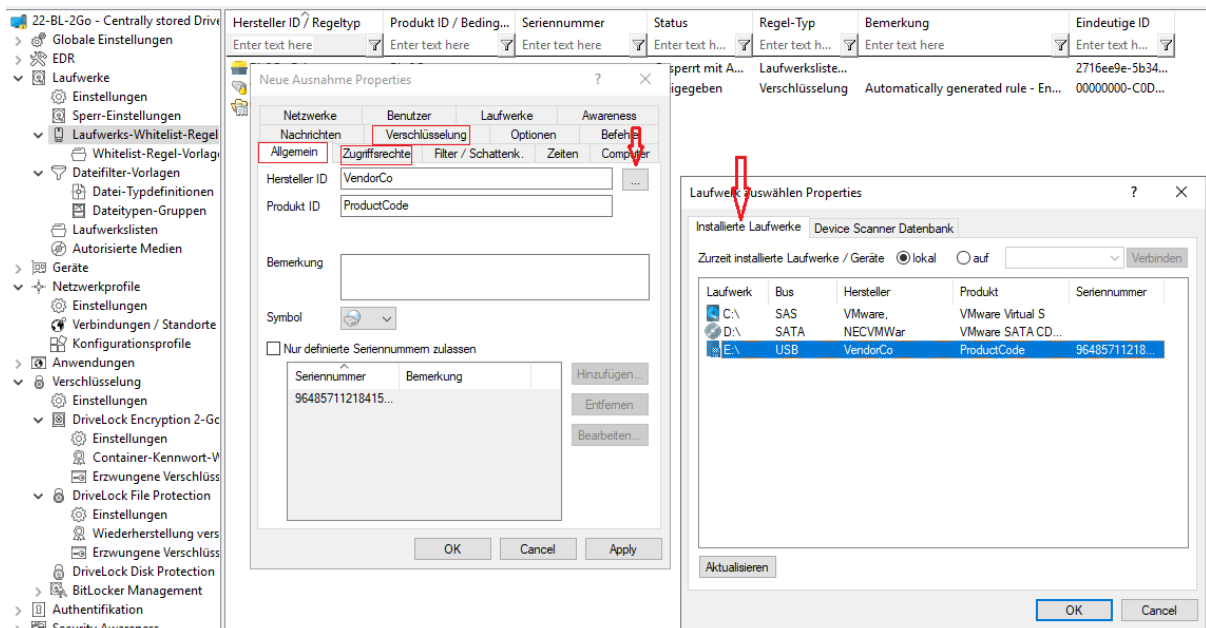 22-BL-2Go - Centrally stored Drive
Globale Einstellungen
EDR
Laufwerke
Einstellungen
Sperr-Einstellungen
Laufwerks-Whitelist-Regel
Whitelist-Regel-Vorlag
Dateifilter-Vorlagen
Datei-Typdefinitionen
Dateitypen-Gruppen
Laufwerkslisten
Autorisierte Medien
Geräte
Netzwerkprofile
Einstellungen
Verbindungen / Standorte
Konfigurationsprofile
Anwendungen
Verschlüsselung
Einstellungen
DriveLock Encryption 2-Go
Einstellungen
Container-Kennwort-W
Erzwungene Verschlüss
DriveLock File Protection
Einstellungen
Wiederherstellung vers
Erzwungene Verschlüss
DriveLock Disk Protection
BitLocker Management
Authentifikation
Security Awareness
Hersteller ID / Regeltyp Produkt ID / Beding... Seriennummer Status Regel-Typ Bemerkung Eindeutige ID
Enter text here Enter text here Enter text here Enter text h... Enter text h... Enter text here Enter text h...
sperrt mit A... Laufwerksliste... 2716ee9e-5b34...
igegeben Verschlüsselung Automatically generated rule - En... 00000000-C0D...
Neue Ausnahme Properties ?
Netzwerke Benutzer Laufwerke Awareness
Nachrichten Verschlüsselung Optionen Befehle
Allgemein Zugriffsrechte Filter / Schattenk. Zeiten Computer
Hersteller ID VendorCo ...
Produkt ID ProductCode
Bemerkung
Symbol
Nur definierte Seriennummern zulassen
Seriennummer Bemerkung
96485711218415...
Hinzufügen...
Entfernen
Bearbeiten...
OK Cancel Apply
Laufwerk auswählen Properties ?
Installierte Laufwerke Device Scanner Datenbank
Zurzeit installierte Laufwerke / Geräte lokal auf Verbinden
Laufwerk Bus Hersteller Produkt Seriennummer
C:\ SAS VMware, VMware Virtual S
D:\ SATA NECVMWar VMware SATA CD...
E:\ USB VendorCo ProductCode 96485711218...
Aktualisieren
OK Cancel